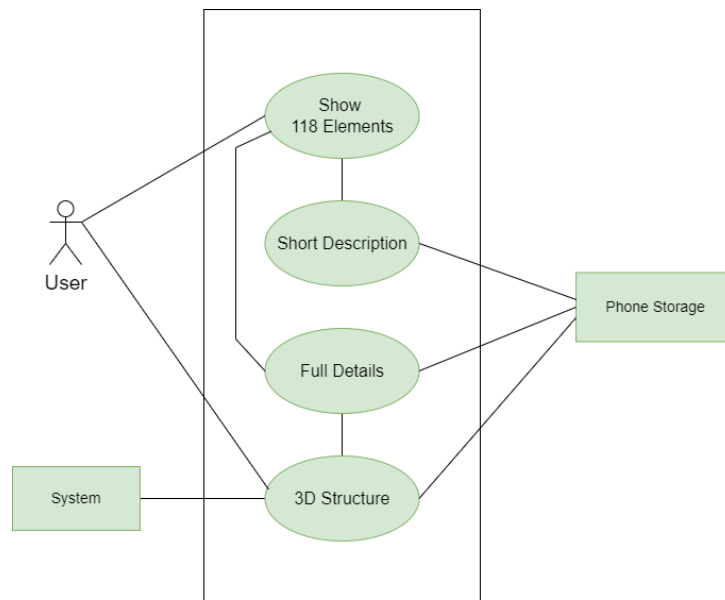 Show
118 Elements
Short Description
User
Phone Storage
Full Details
System
3D Structure